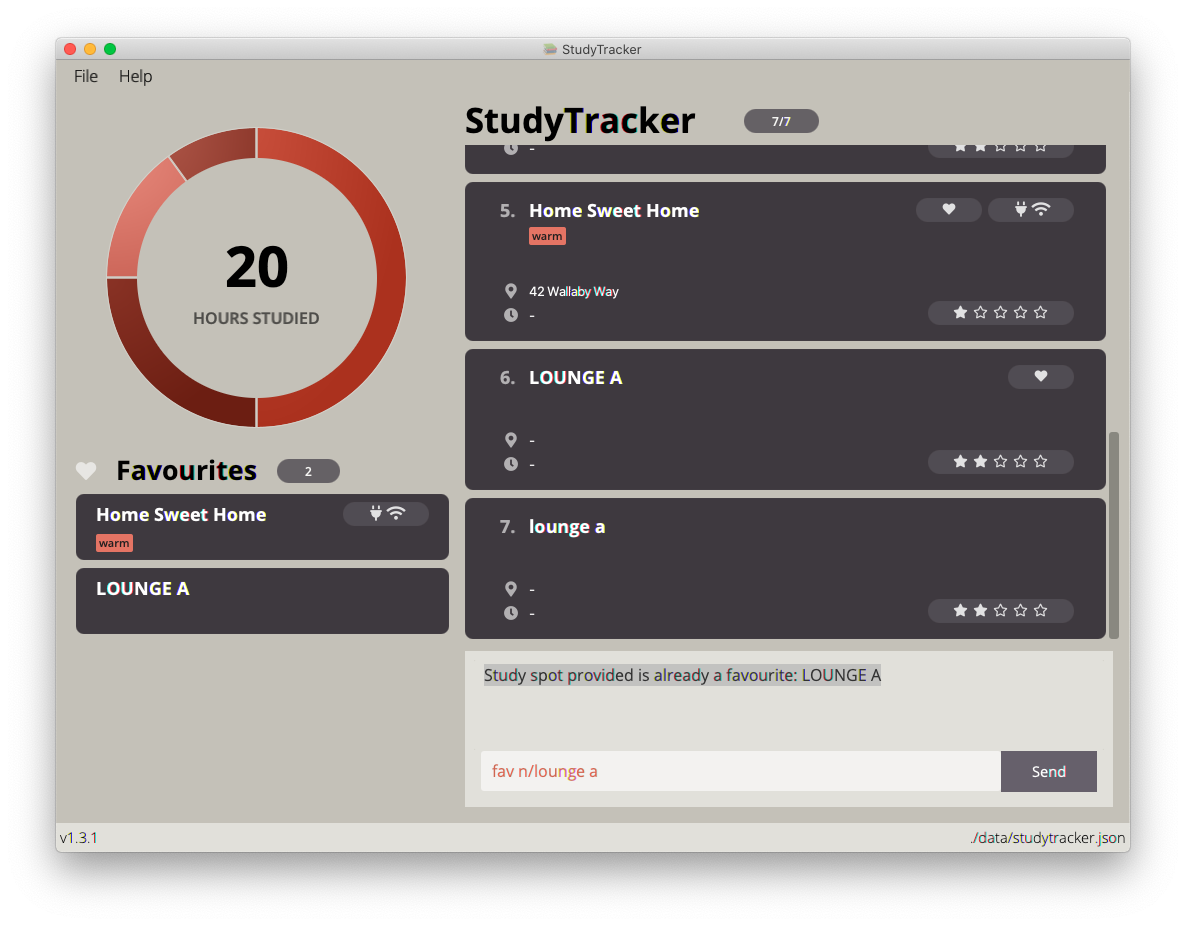 StudyTracker
File Help
StudyTracker 7/7
-
5. Home Sweet Home
warm
42 Wallaby Way
-
6. LOUNGE A
-
-
7. lounge a
-
-
20
HOURS STUDIED
Favourites 2
Home Sweet Home
warm
LOUNGE A
Study spot provided is already a favourite: LOUNGE A
fav n/lounge a
Send
v1.3.1
./data/studytracker.json